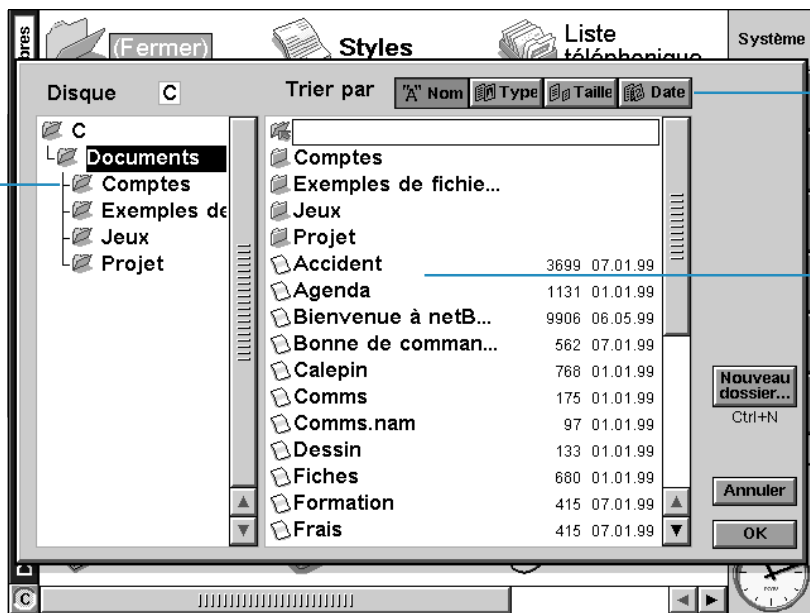 bres
(Fermer)
Styles
Liste
téléphonique
Système
Disque C
Trier par "A" Nom Type Taille Date
C
Documents
Comptes
Exemples de
Jeux
Projet
Comptes
Exemples de fichie...
Jeux
Projet
Accident 3699 07.01.99
Agenda 1131 01.01.99
Bienvenue à netB... 9906 06.05.99
Bonne de comman... 562 07.01.99
Calepin 768 01.01.99
Comms 175 01.01.99
Comms.nam 97 01.01.99
Dessin 133 01.01.99
Fiches 680 01.01.99
Formation 415 07.01.99
Frais 415 07.01.99
Nouveau
dossier...
Ctrl+N
Annuler
OK
C